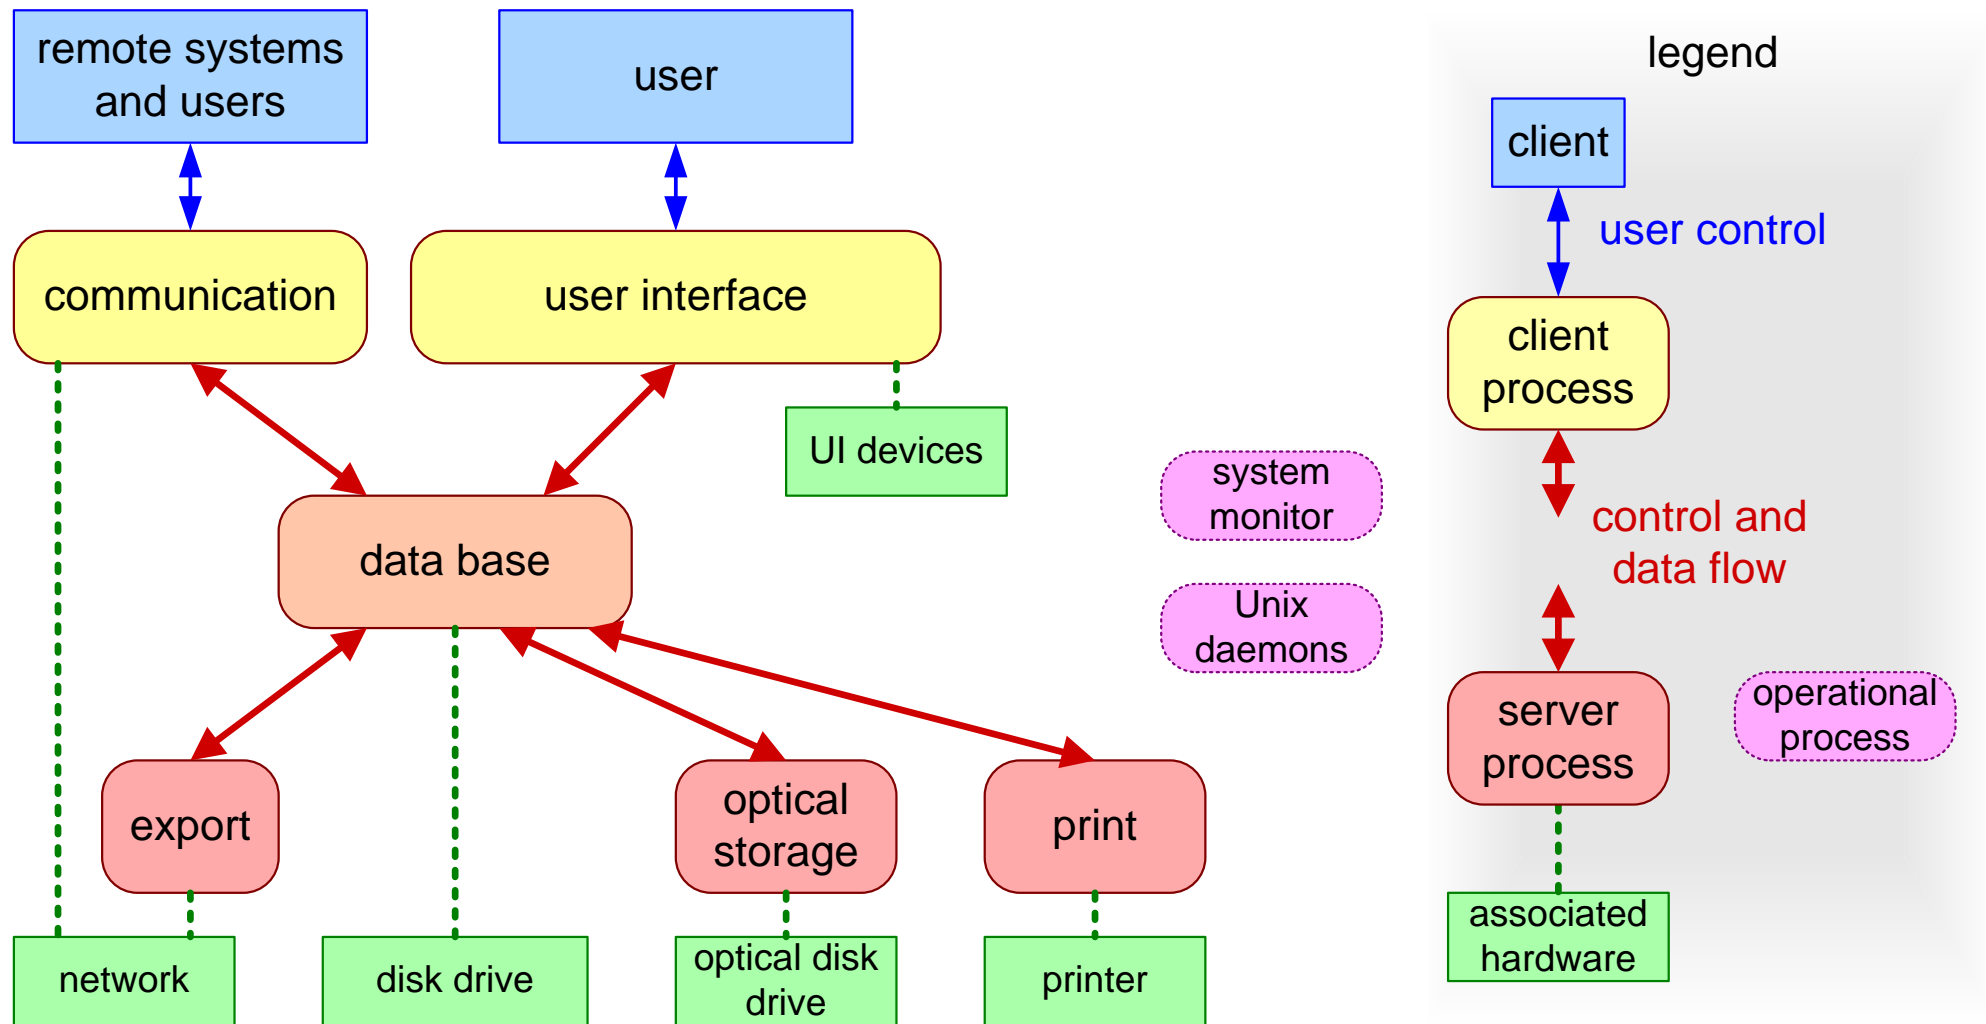 remote systems
and users
user
legend
client
user control
communication
user interface
client
process
UI devices
system
monitor
control and
data flow
data base
Unix
daemons
server
process
operational
process
export
optical
storage
print
associated
hardware
network
disk drive
optical disk
drive
printer